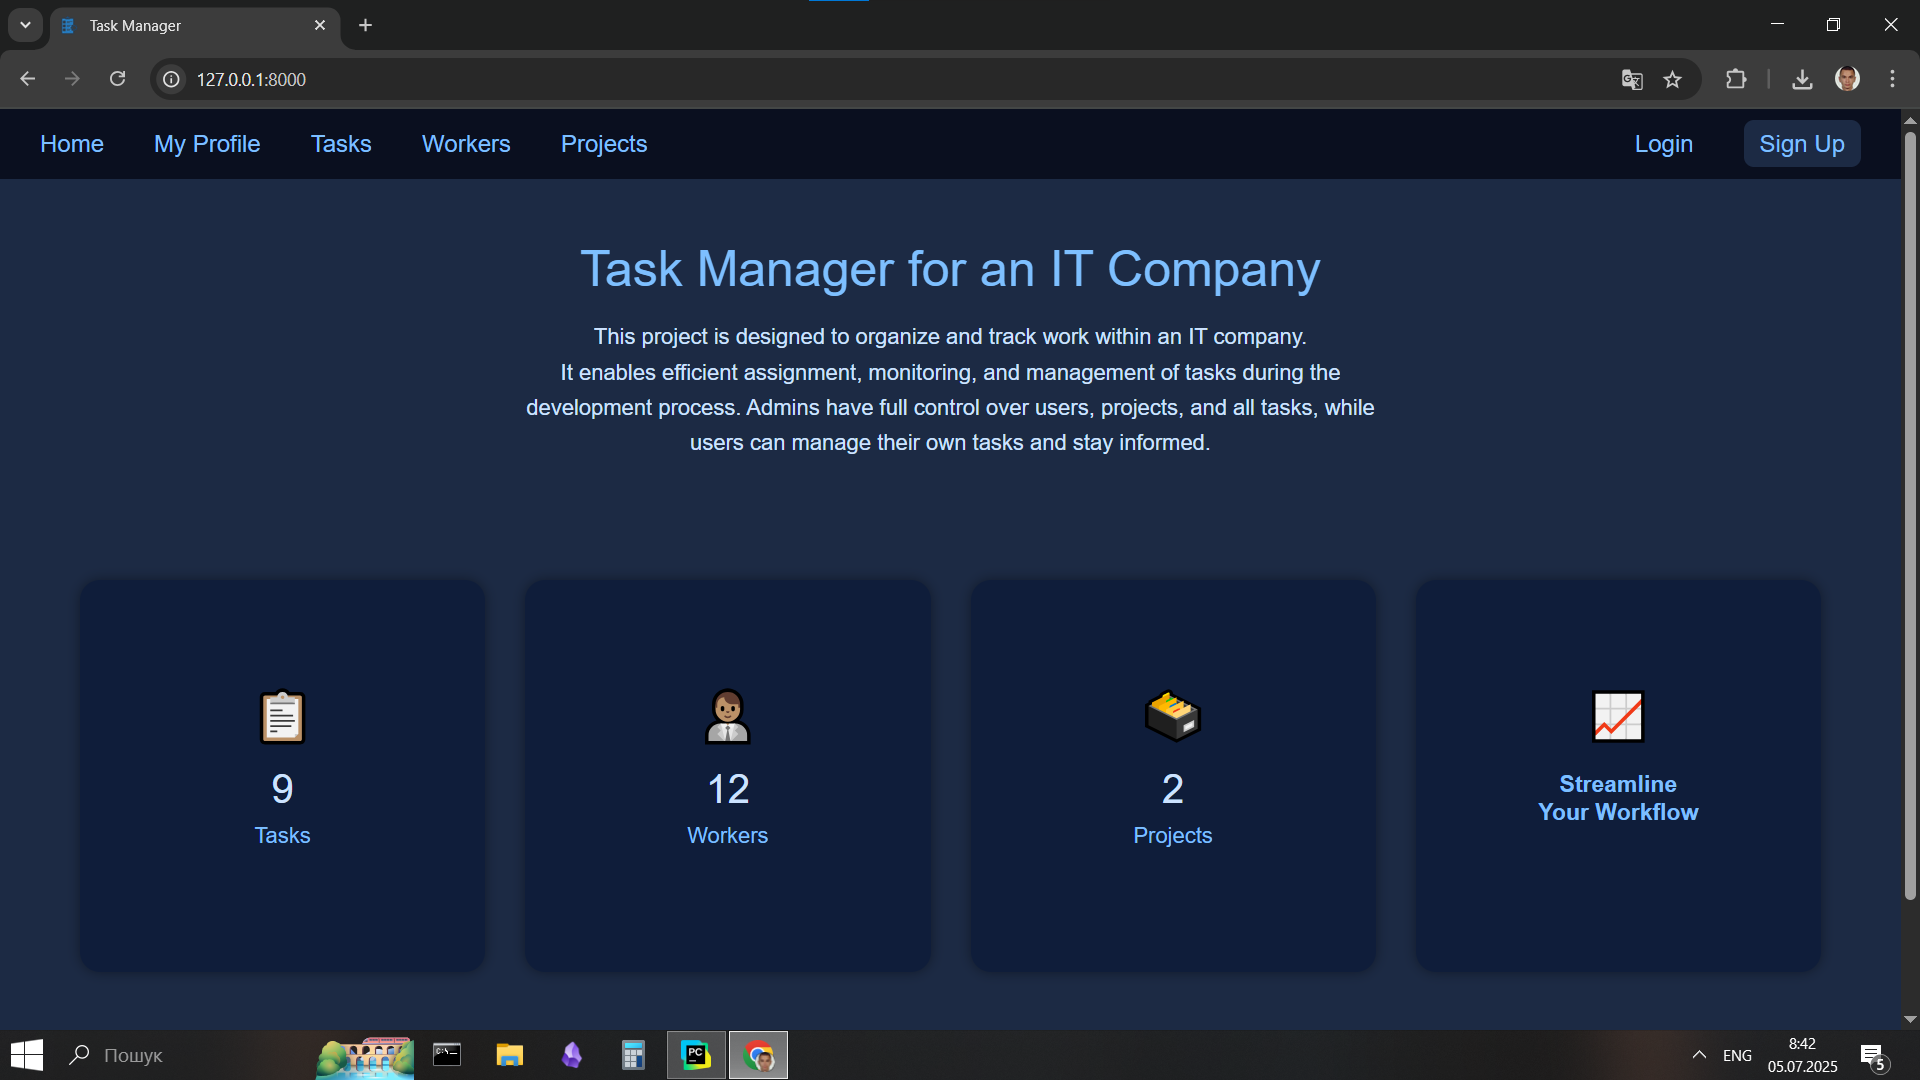 Task Manager
127.0.0.1:8000
Home My Profile Tasks Workers Projects Login Sign Up
Task Manager for an IT Company
This project is designed to organize and track work within an IT company.
It enables efficient assignment, monitoring, and management of tasks during the
development process. Admins have full control over users, projects, and all tasks, while
users can manage their own tasks and stay informed.
9
Tasks
12
Workers
2
Projects
Streamline
Your Workflow
Пошук
C:\_
PC
ENG
8:42
05.07.2025
5